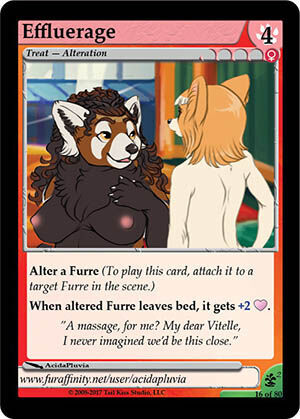 Effluerage
4
Treat — Alteration
Alter a Furre (To play this card, attach it to a
target Furre in the scene.)
When altered Furre leaves bed, it gets +2 .
"A massage, for me? My dear Vitelle,
I never imagined we'd be this close."
AcidaPluvia
www.furaffinity.net/user/acidapluvia
© 2008-2017 Tail Kiss Studio, LLC
16 of 80